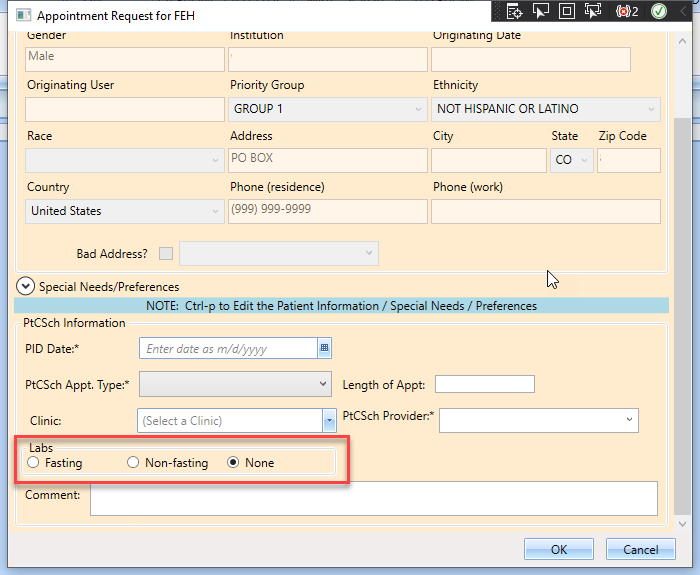 Appointment Request for FEH
2
Gender Institution Originating Date
Male
Originating User Priority Group Ethnicity
GROUP 1 NOT HISPANIC OR LATINO
Race Address City State Zip Code
PO BOX CO
Country Phone (residence) Phone (work)
United States (999) 999-9999
Bad Address?
Special Needs/Preferences
NOTE: Ctrl-p to Edit the Patient Information / Special Needs / Preferences
PtCSch Information
PID Date:* Enter date as m/d/yyyy
PtCSch Appt. Type:* Length of Appt:
Clinic: (Select a Clinic) PtCSch Provider:*
Labs
Fasting Non-fasting None
Comment:
OK Cancel